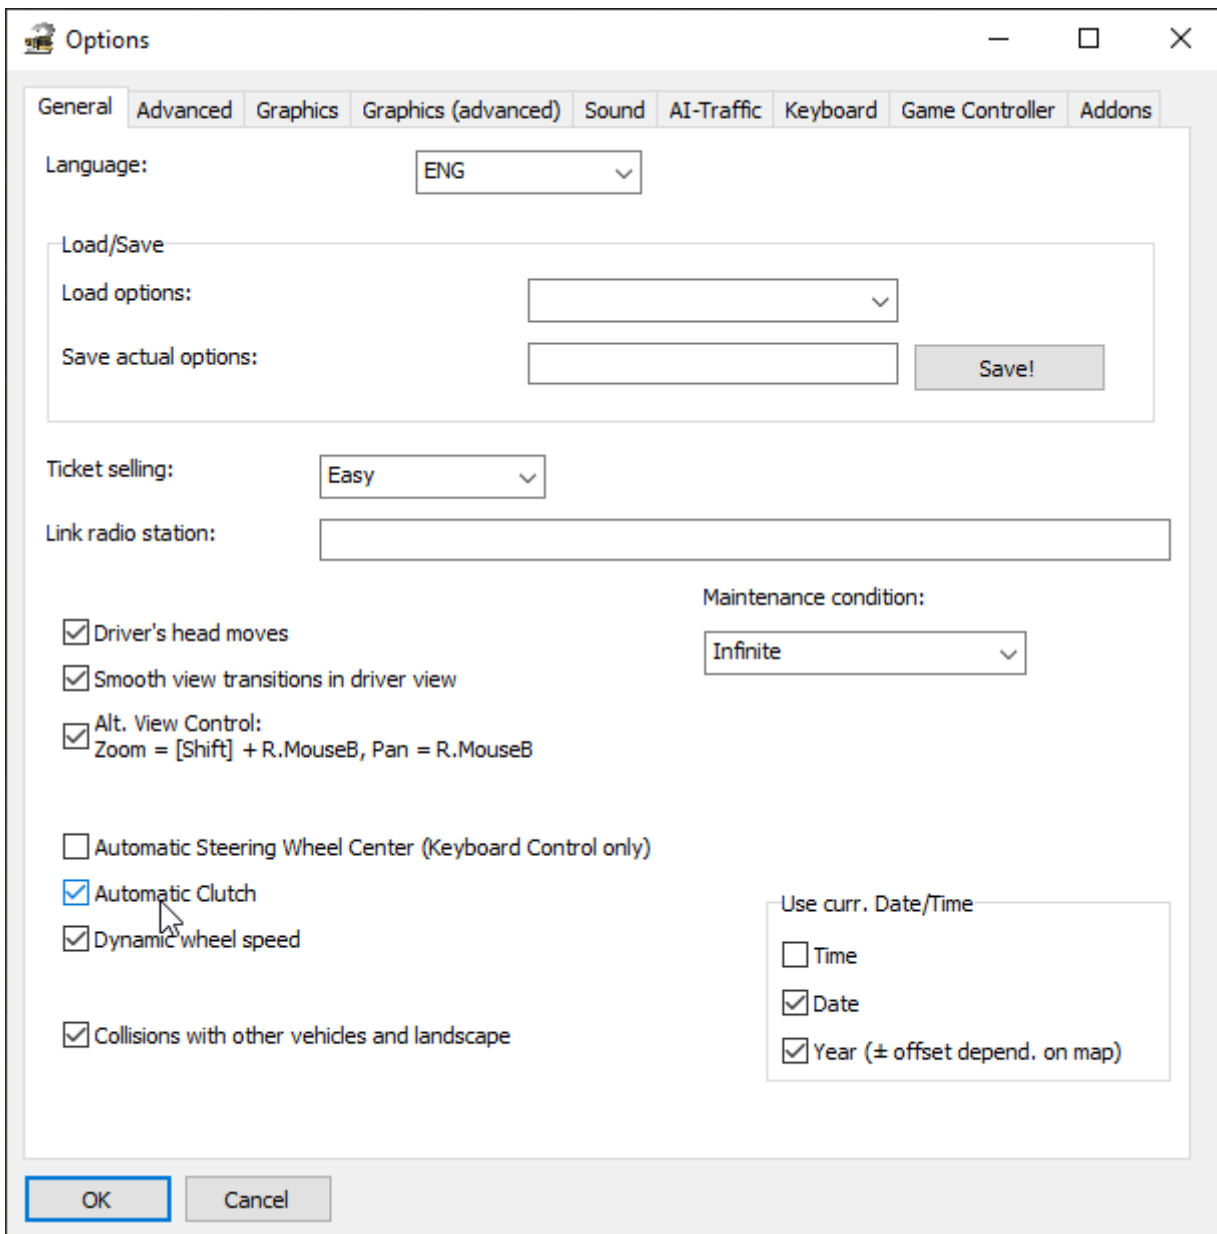 Options
General Advanced Graphics Graphics (advanced) Sound AI-Traffic Keyboard Game Controller Addons
Language: ENG
Load/Save
Load options:
Save actual options: Save!
Ticket selling: Easy
Link radio station:
Maintenance condition:
Infinite
Driver's head moves
Smooth view transitions in driver view
Alt. View Control:
Zoom = [Shift] + R.MouseB, Pan = R.MouseB
Automatic Steering Wheel Center (Keyboard Control only)
Automatic Clutch
Dynamic wheel speed
Collisions with other vehicles and landscape
Use curr. Date/Time
Time
Date
Year (± offset depend. on map)
OK Cancel